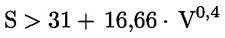 S > 31 + 16,66 · V^0,4